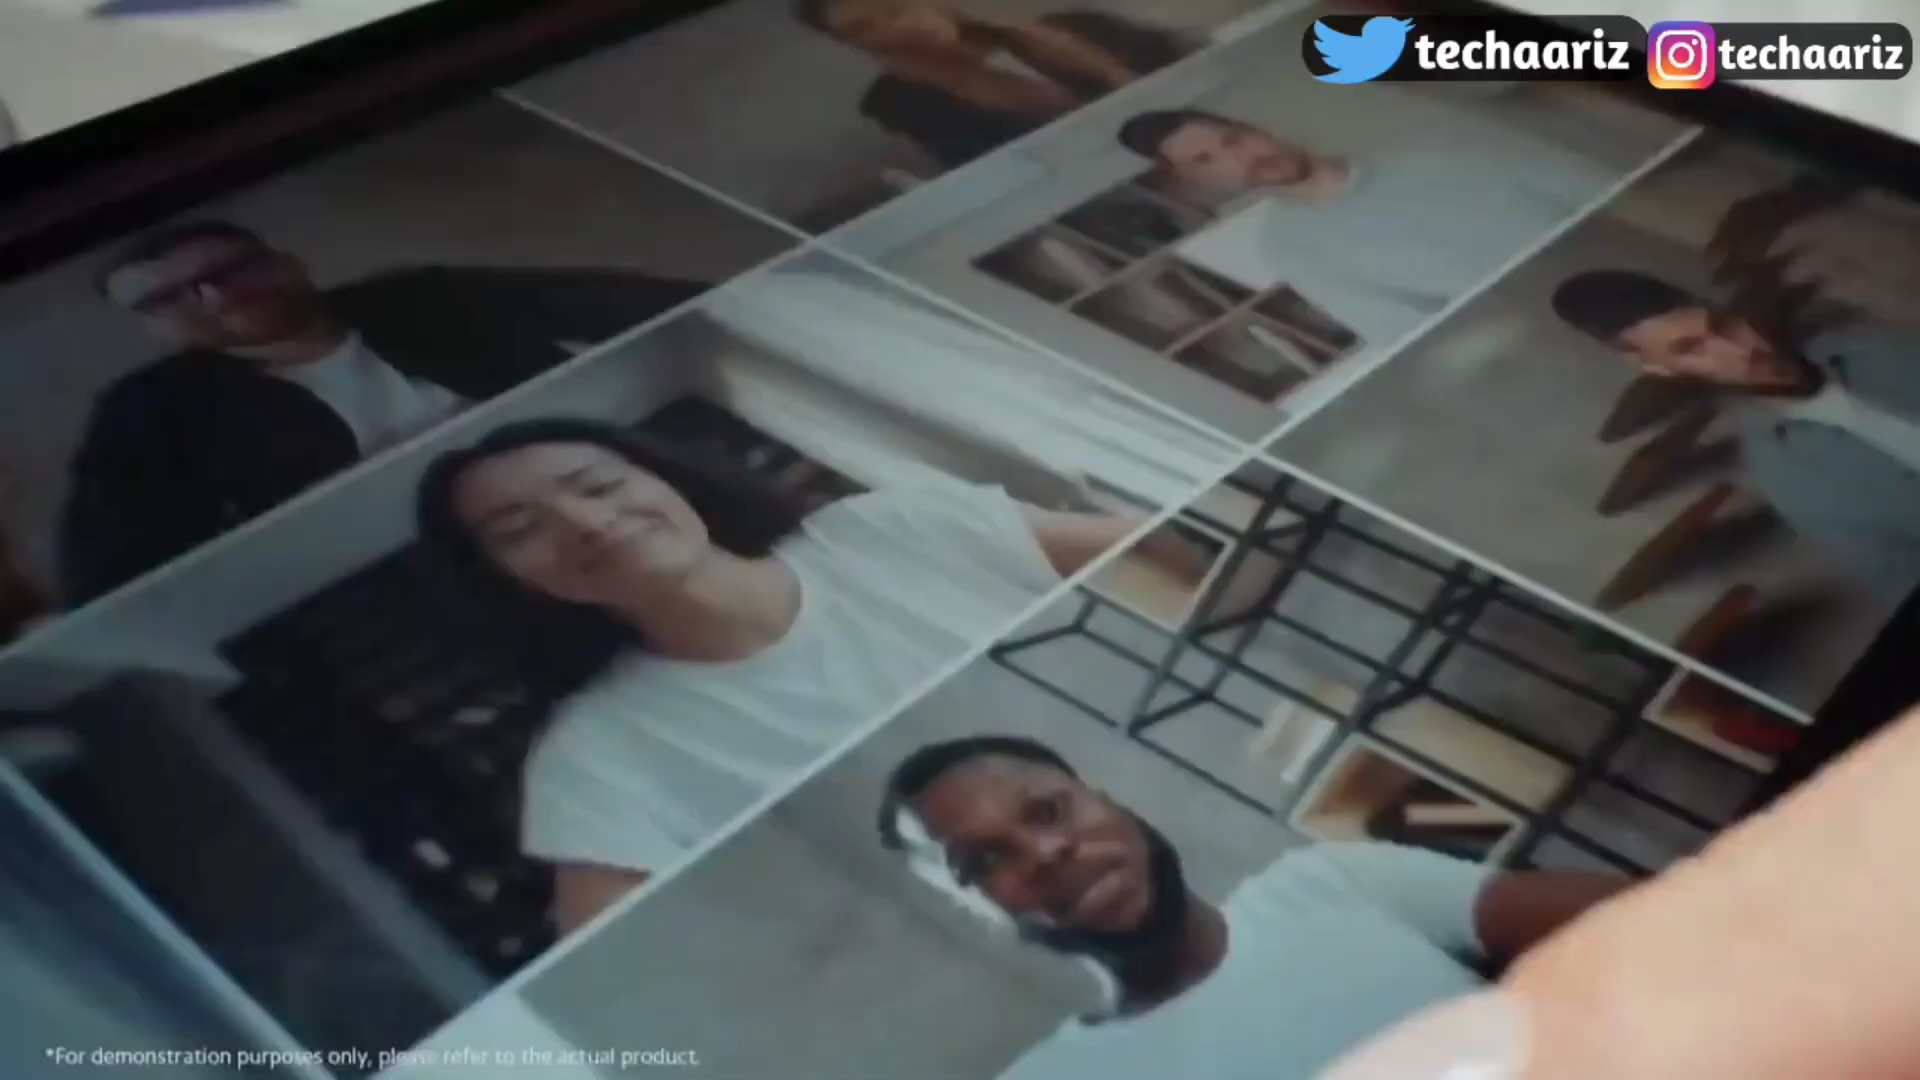 techaariz techaariz
*For demonstration purposes only, please refer to the actual product.